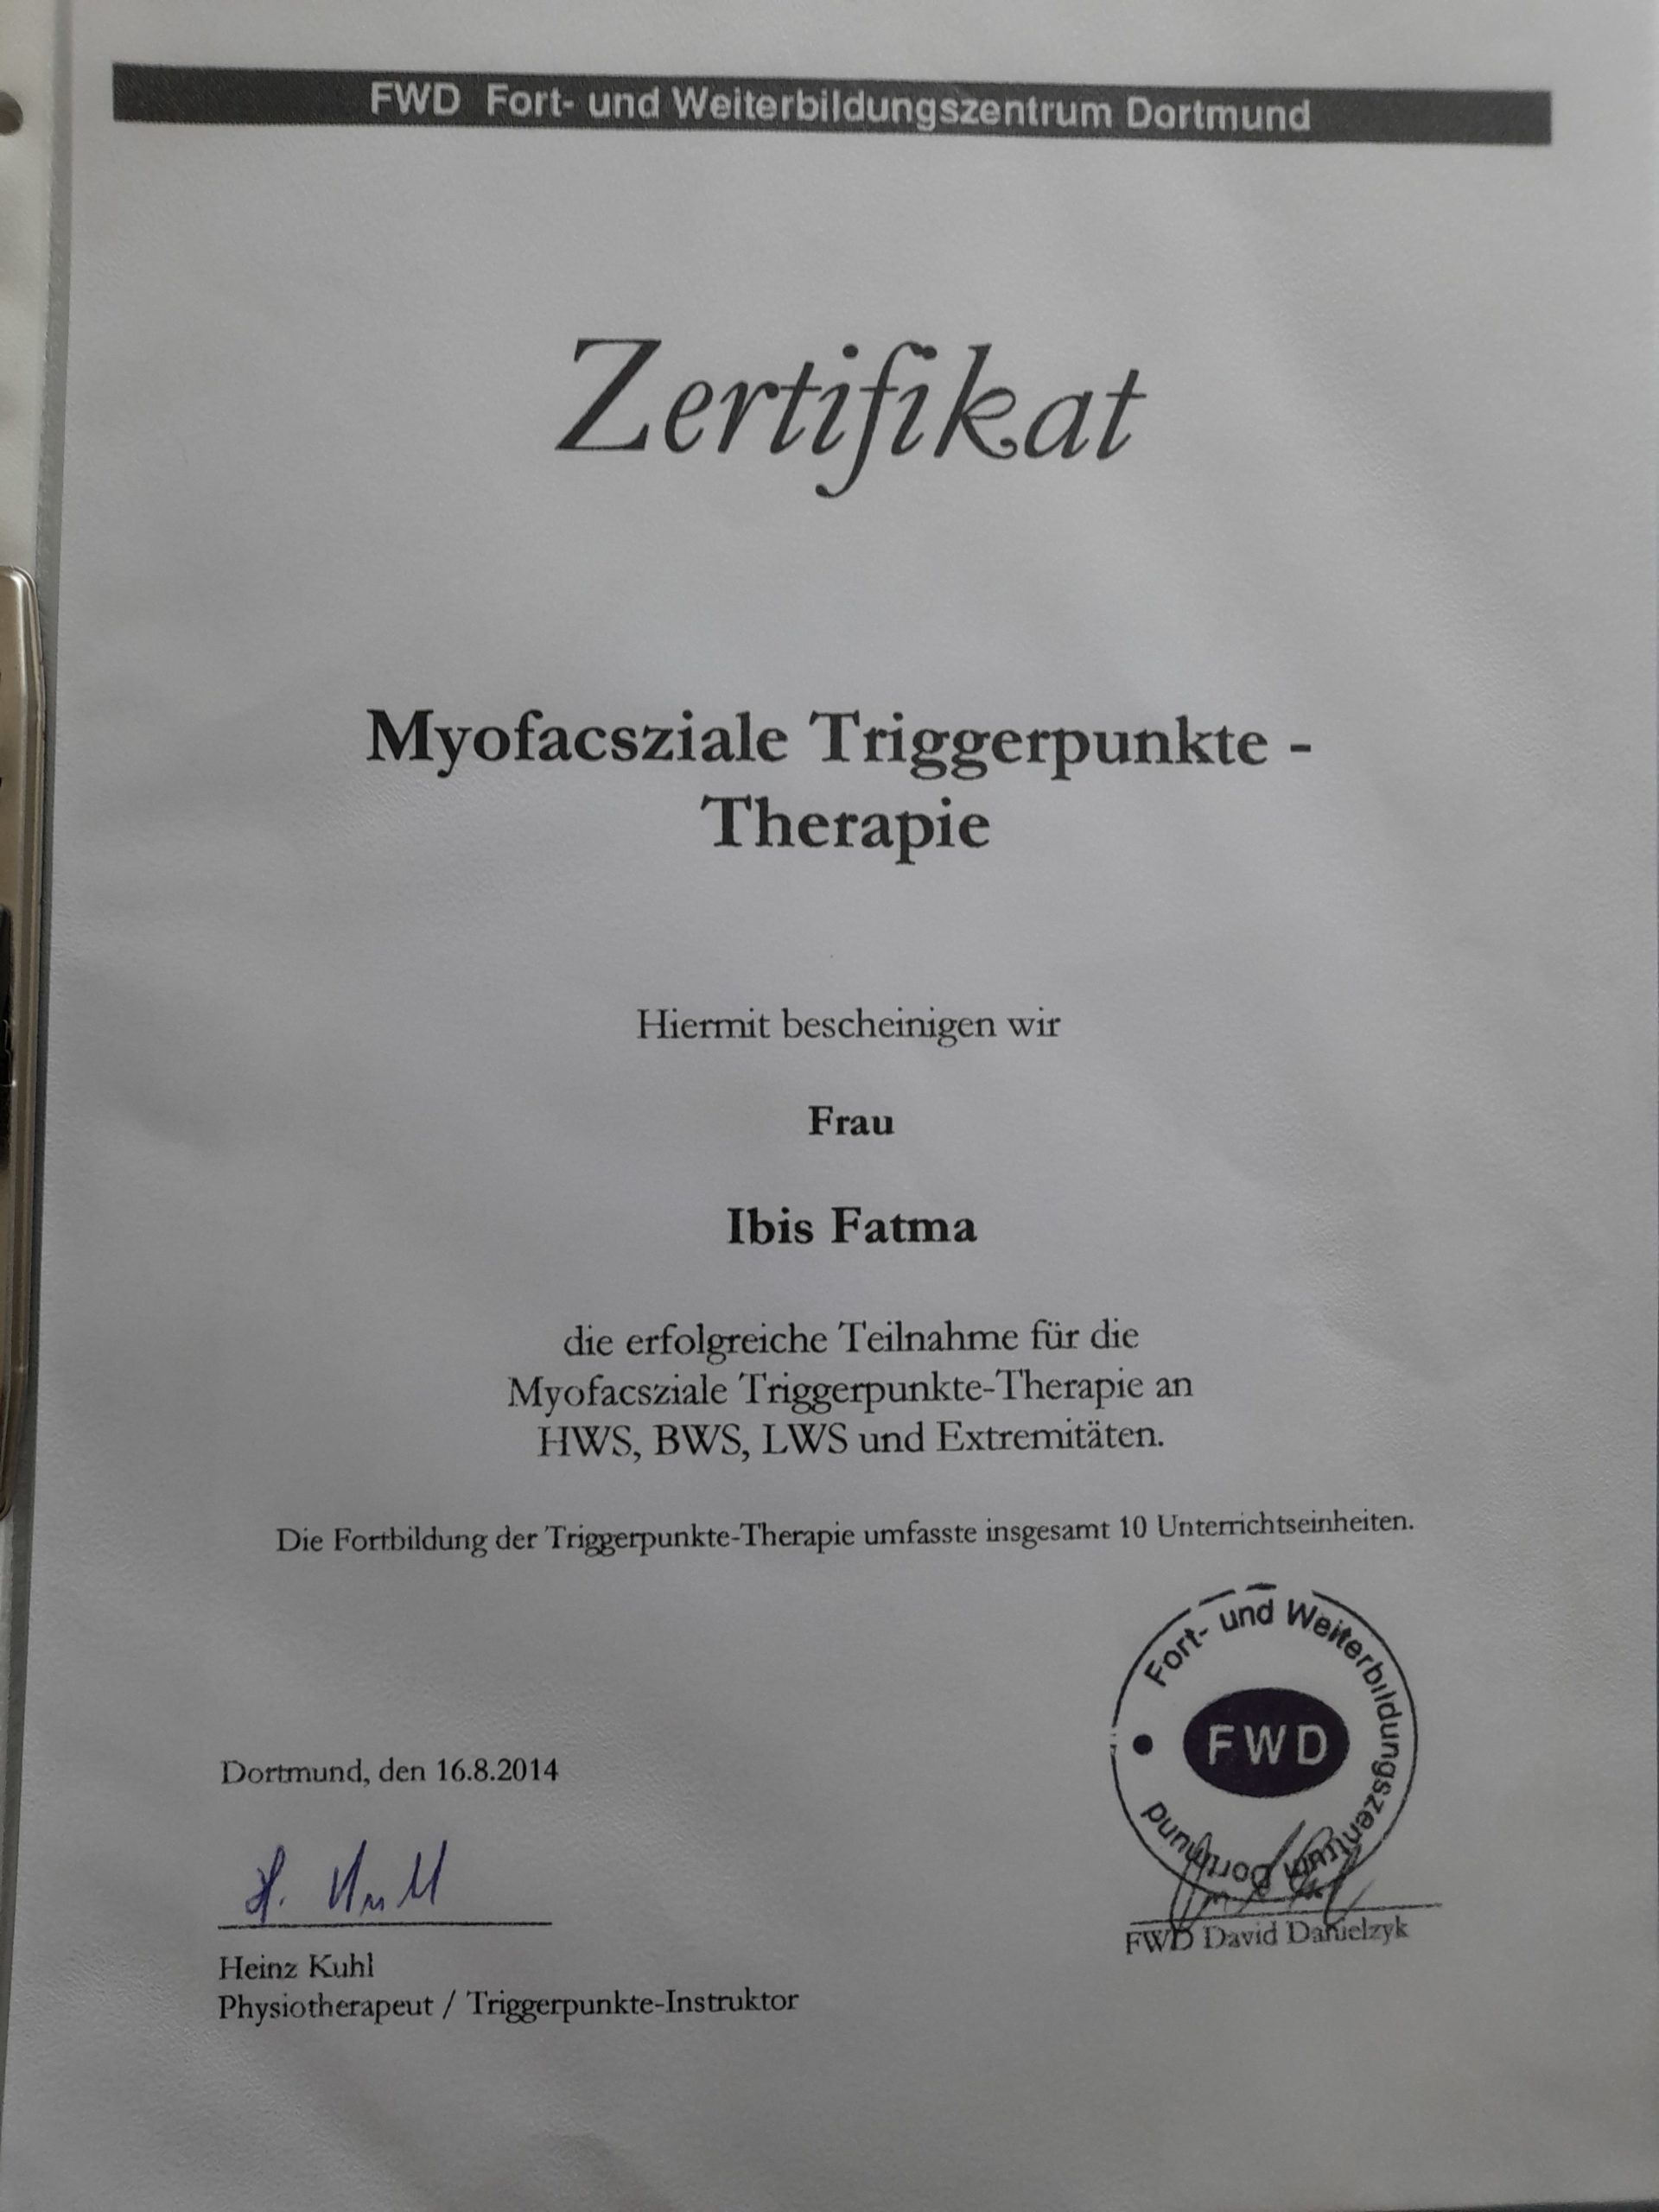 FWD Fort- und Weiterbildungszentrum Dortmund
Zertifikat
Myofacsziale Triggerpunkte -
Therapie
Hiermit bescheinigen wir
Frau
Ibis Fatma
die erfolgreiche Teilnahme für die
Myofacsziale Triggerpunkte-Therapie an
HWS, BWS, LWS und Extremitäten.
Die Fortbildung der Triggerpunkte-Therapie umfasste insgesamt 10 Unterrichtseinheiten.
Fort- und Weiterbildungszentrum Dortmund
FWD
Dortmund, den 16.8.2014
H. Kuhl
FWD David Danielzyk
Heinz Kuhl
Physiotherapeut / Triggerpunkte-Instruktor